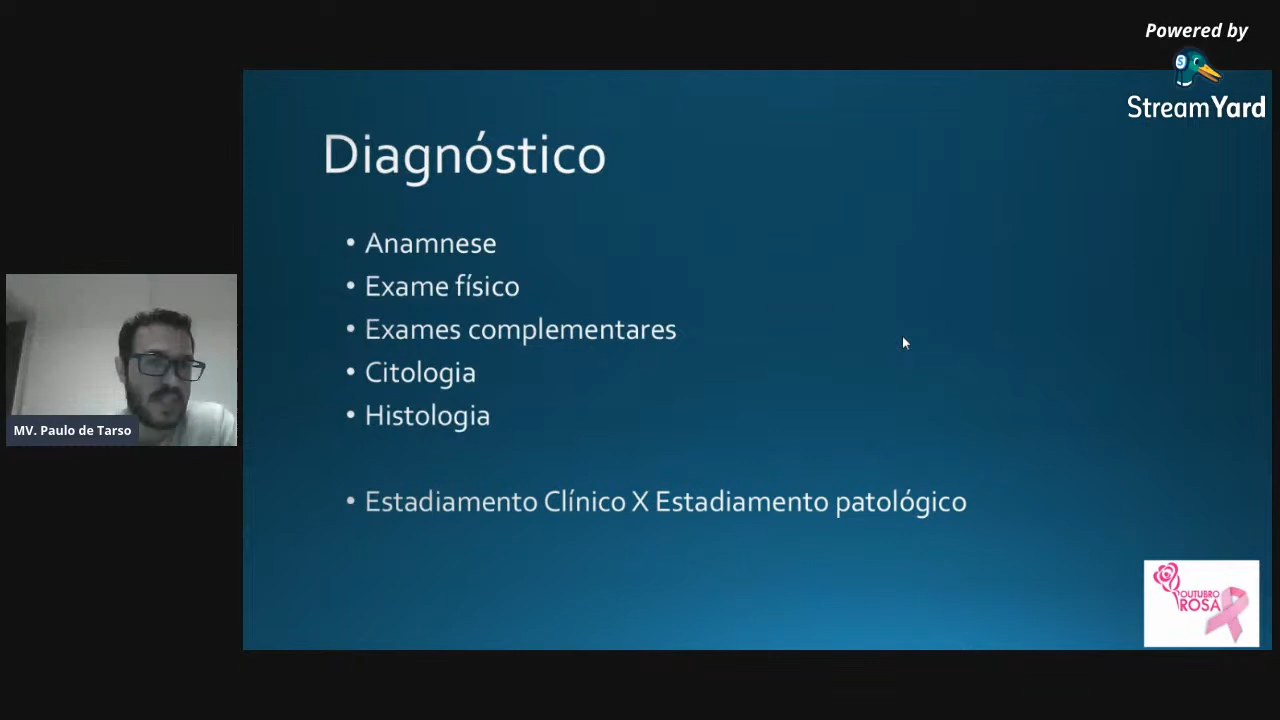 Powered by
StreamYard
Diagnóstico
• Anamnese
• Exame físico
• Exames complementares
• Citologia
• Histologia
• Estadiamento Clínico X Estadiamento patológico
MV. Paulo de Tarso
OUTUBRO
ROSA